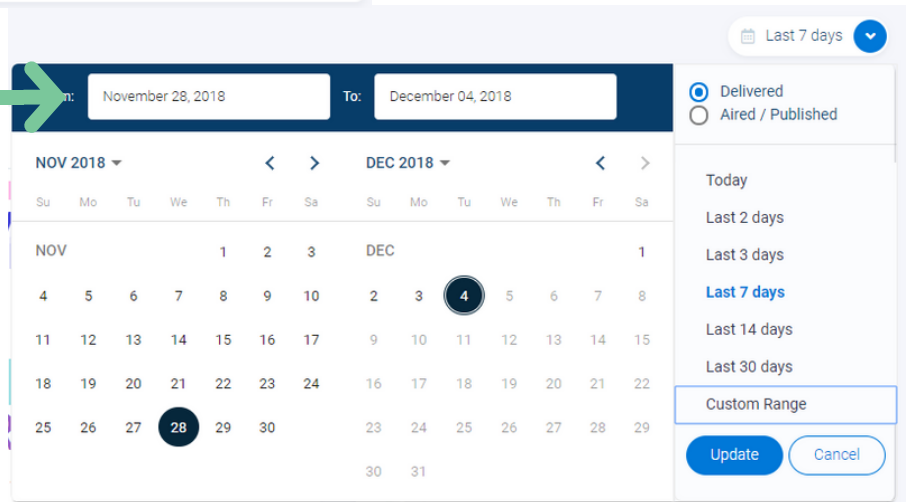 Last 7 days
November 28, 2018 To: December 04, 2018
Delivered
Aired / Published
NOV 2018 DEC 2018
Su Mo Tu We Th Fr Sa Su Mo Tu We Th Fr Sa
NOV 1 2 3 DEC 1
4 5 6 7 8 9 10 2 3 4 5 6 7 8
11 12 13 14 15 16 17 9 10 11 12 13 14 15
18 19 20 21 22 23 24 16 17 18 19 20 21 22
25 26 27 28 29 30 23 24 25 26 27 28 29
30 31
Today
Last 2 days
Last 3 days
Last 7 days
Last 14 days
Last 30 days
Custom Range
Update Cancel